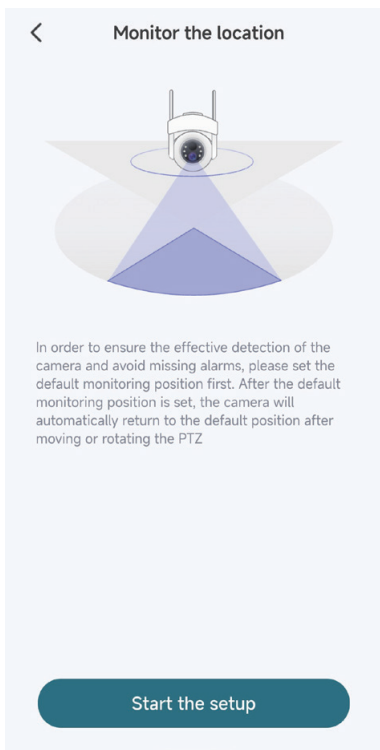 Monitor the location
In order to ensure the effective detection of the
camera and avoid missing alarms, please set the
default monitoring position first. After the default
monitoring position is set, the camera will
automatically return to the default position after
moving or rotating the PTZ
Start the setup